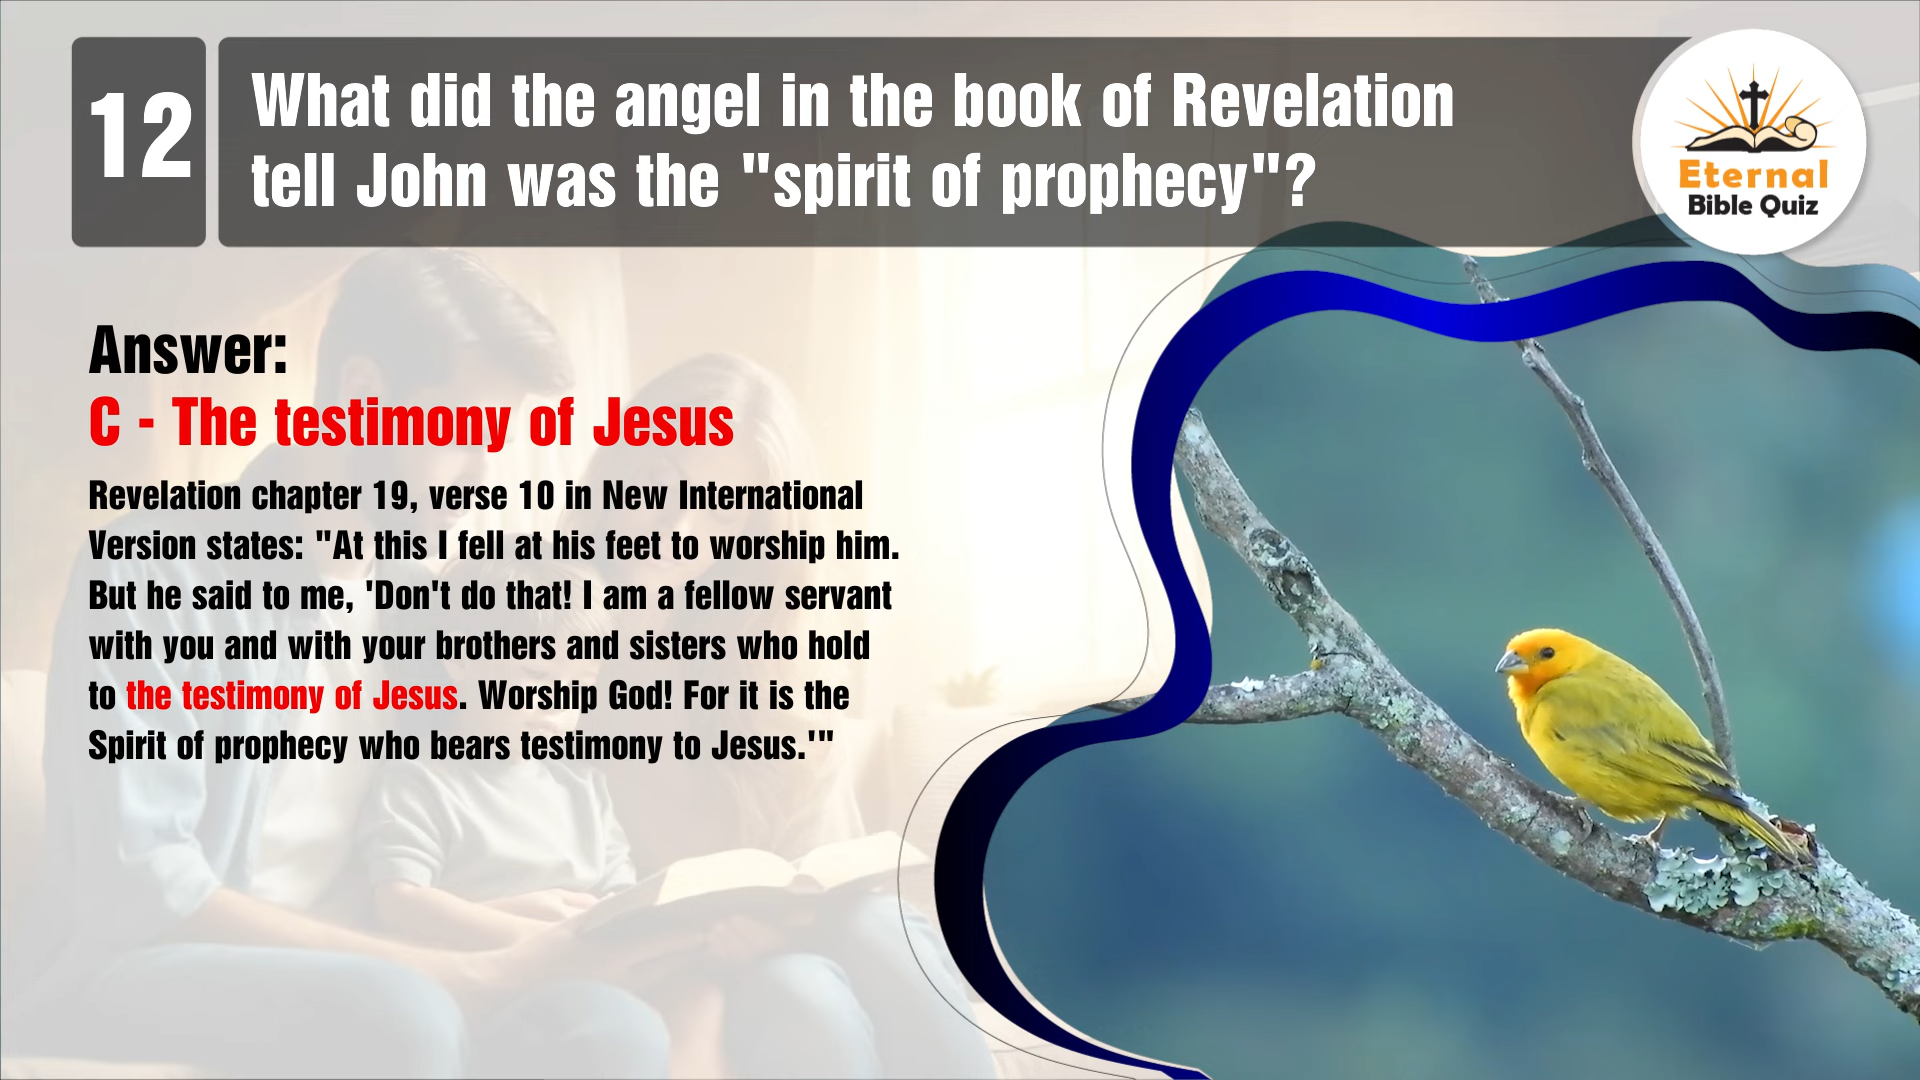 12
What did the angel in the book of Revelation
tell John was the "spirit of prophecy"?
Eternal
Bible Quiz
Answer:
C - The testimony of Jesus
Revelation chapter 19, verse 10 in New International
Version states: "At this I fell at his feet to worship him.
But he said to me, 'Don't do that! I am a fellow servant
with you and with your brothers and sisters who hold
to the testimony of Jesus. Worship God! For it is the
Spirit of prophecy who bears testimony to Jesus.'"